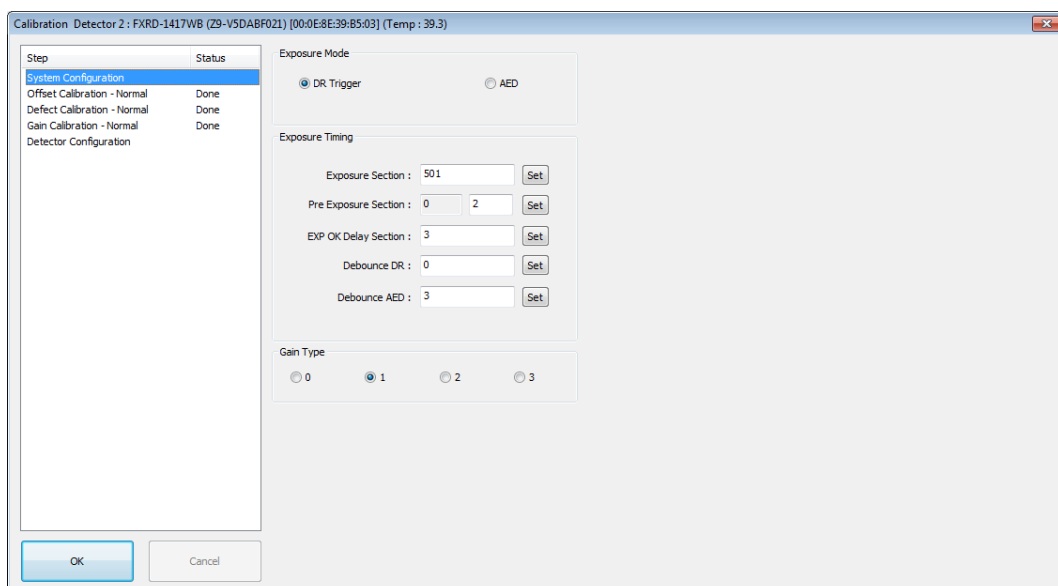 Calibration Detector 2 : FXRD-1417WB (Z9-V5DABF021) [00:0E:8E:39:B5:03] (Temp : 39.3)
Step Status
System Configuration
Offset Calibration - Normal Done
Defect Calibration - Normal Done
Gain Calibration - Normal Done
Detector Configuration
OK Cancel
Exposure Mode
DR Trigger AED
Exposure Timing
Exposure Section : 501 Set
Pre Exposure Section : 0 2 Set
EXP OK Delay Section : 3 Set
Debounce DR : 0 Set
Debounce AED : 3 Set
Gain Type
0 1 2 3